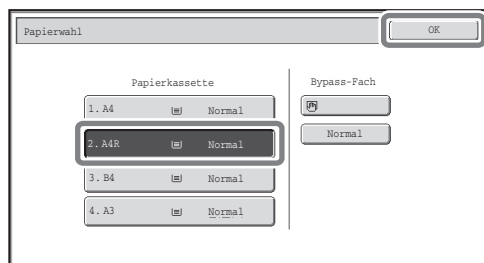 Papierwahl
OK
Papierkassette
1. A4 Normal
2. A4R Normal
3. B4 Normal
4. A3 Normal
Bypass-Fach
Normal